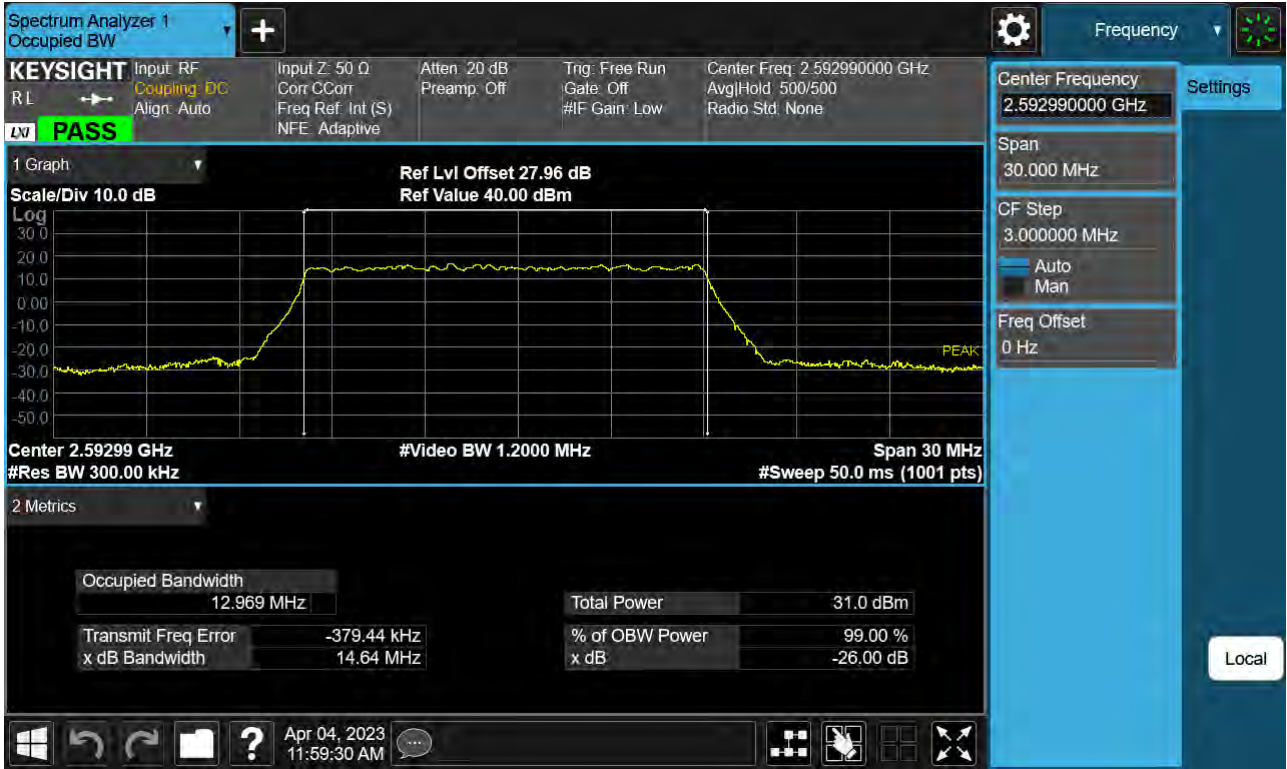 Spectrum Analyzer 1
Occupied BW
+
Frequency
KEYSIGHT
R L
LXI
PASS
Input: RF
Coupling: DC
Align: Auto
Input Z: 50 Ω
Corr CCorr
Freq Ref: Int (S)
NFE: Adaptive
Atten: 20 dB
Preamp: Off
Trig: Free Run
Gate: Off
#IF Gain: Low
Center Freq: 2.592990000 GHz
Avg|Hold: 500/500
Radio Std: None
Center Frequency
2.592990000 GHz
Settings
Span
30.000 MHz
CF Step
3.000000 MHz
Auto
Man
Freq Offset
0 Hz
Local
1 Graph
Scale/Div 10.0 dB
Ref Lvl Offset 27.96 dB
Ref Value 40.00 dBm
Log
30.0
20.0
10.0
0.00
-10.0
-20.0
-30.0
-40.0
-50.0
PEAK
Center 2.59299 GHz
#Video BW 1.2000 MHz
Span 30 MHz
#Res BW 300.00 kHz
#Sweep 50.0 ms (1001 pts)
2 Metrics
Occupied Bandwidth
12.969 MHz
Total Power 31.0 dBm
Transmit Freq Error -379.44 kHz
% of OBW Power 99.00 %
x dB Bandwidth 14.64 MHz
x dB -26.00 dB
?
Apr 04, 2023
11:59:30 AM